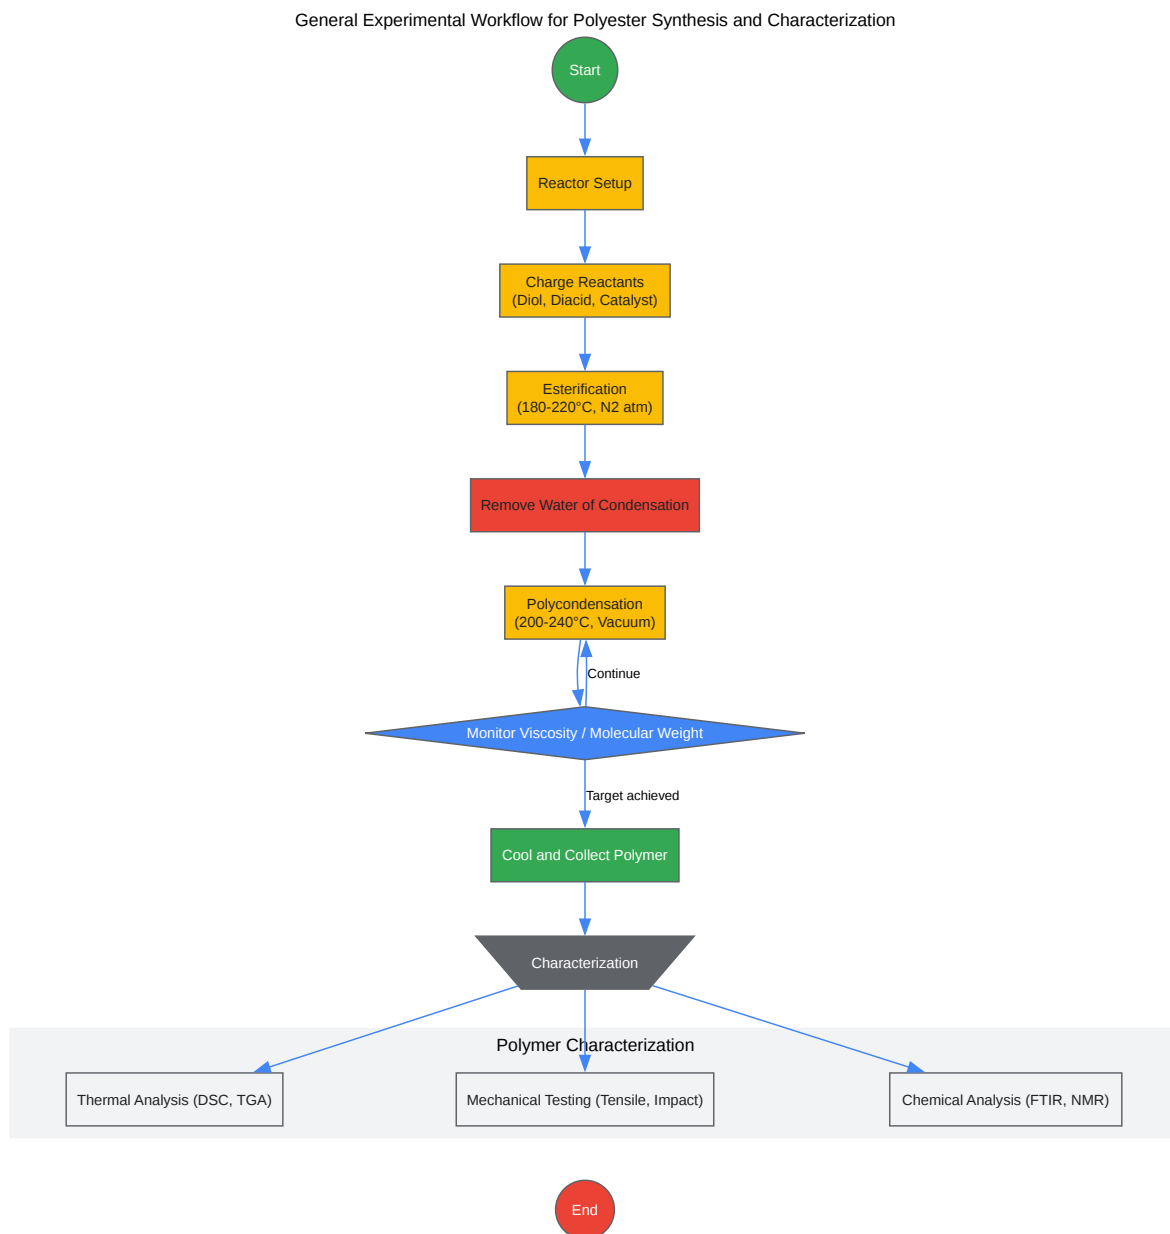 General Experimental Workflow for Polyester Synthesis and Characterization
Start
Reactor Setup
Charge Reactants
(Diol, Diacid, Catalyst)
Esterification
(180-220°C, N2 atm)
Remove Water of Condensation
Polycondensation
(200-240°C, Vacuum)
Continue
Monitor Viscosity / Molecular Weight
Target achieved
Cool and Collect Polymer
Characterization
Polymer Characterization
Thermal Analysis (DSC, TGA)
Mechanical Testing (Tensile, Impact)
Chemical Analysis (FTIR, NMR)
End